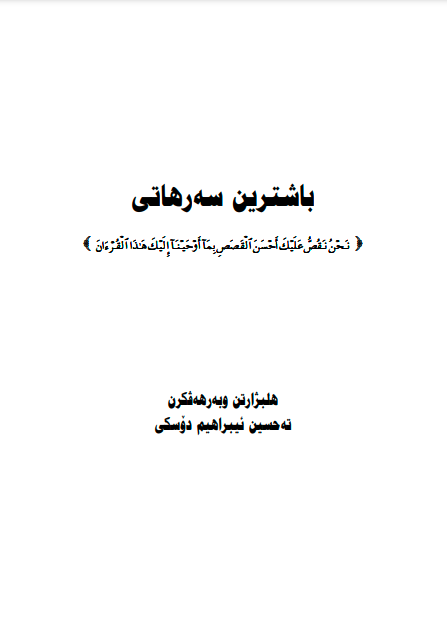 باشترین سەرهاتی
﴿ نَحْنُ نَقُصُّ عَلَيْكَ أَحْسَنَ ٱلْقَصَصِ بِمَآ أَوْحَيْنَآ إِلَيْكَ هَٰذَا ٱلْقُرْءَانَ ﴾
هلبژارتن وبەرهەڤکرن
تەحسین ئیبراهیم دۆسکی